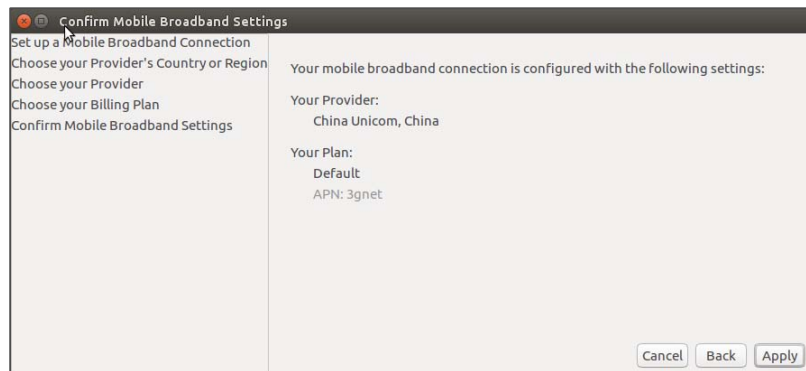 Confirm Mobile Broadband Settings
Set up a Mobile Broadband Connection
Choose your Provider's Country or Region
Choose your Provider
Choose your Billing Plan
Confirm Mobile Broadband Settings
Your mobile broadband connection is configured with the following settings:
Your Provider:
China Unicom, China
Your Plan:
Default
APN: 3gnet
Cancel Back Apply